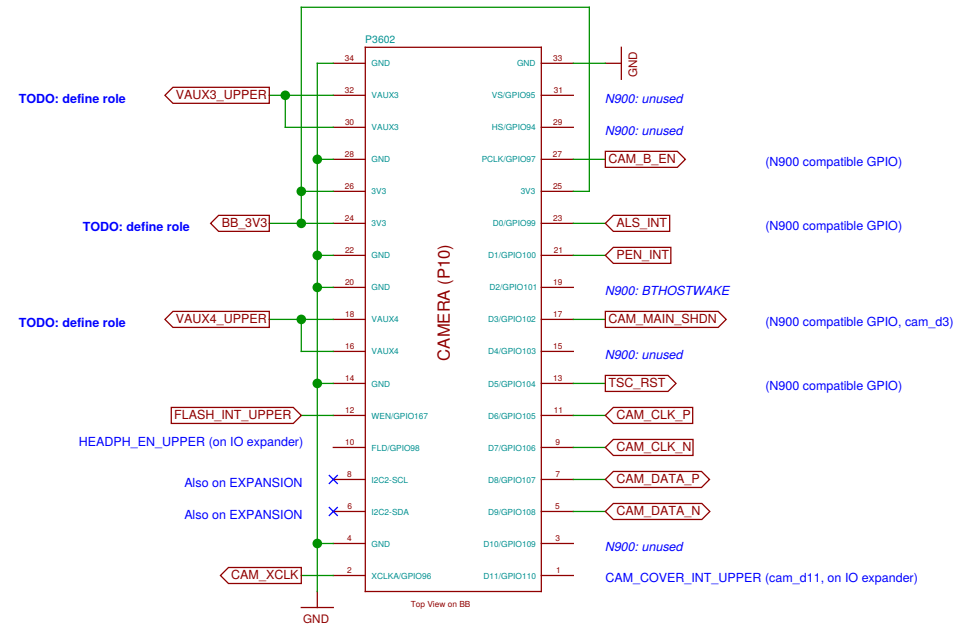 P3602
34 GND GND 33 GND
TODO: define role VAUX3_UPPER 32 VAUX3 VS/GPIO95 31 N900: unused
30 VAUX3 HS/GPIO94 29 N900: unused
28 GND PCLK/GPIO97 27 CAM_B_EN (N900 compatible GPIO)
26 3V3 3V3 25
TODO: define role BB_3V3 24 3V3 D0/GPIO99 23 ALS_INT (N900 compatible GPIO)
22 GND D1/GPIO100 21 PEN_INT
20 GND D2/GPIO101 19 N900: BTHOSTWAKE
CAMERA (P10)
TODO: define role VAUX4_UPPER 18 VAUX4 D3/GPIO102 17 CAM_MAIN_SHDN (N900 compatible GPIO, cam_d3)
16 VAUX4 D4/GPIO103 15 N900: unused
14 GND D5/GPIO104 13 TSC_RST (N900 compatible GPIO)
FLASH_INT_UPPER 12 WEN/GPIO167 D6/GPIO105 11 CAM_CLK_P
HEADPH_EN_UPPER (on IO expander) 10 FLD/GPIO98 D7/GPIO106 9 CAM_CLK_N
Also on EXPANSION 8 I2C2-SCL D8/GPIO107 7 CAM_DATA_P
Also on EXPANSION 6 I2C2-SDA D9/GPIO108 5 CAM_DATA_N
4 GND D10/GPIO109 3 N900: unused
CAM_XCLK 2 XCLKA/GPIO96 D11/GPIO110 1 CAM_COVER_INT_UPPER (cam_d11, on IO expander)
Top View on BB
GND